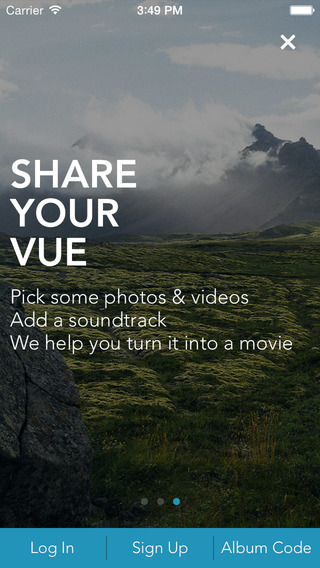 Carrier 3:49 PM
SHARE
YOUR
VUE
Pick some photos & videos
Add a soundtrack
We help you turn it into a movie
Log In Sign Up Album Code